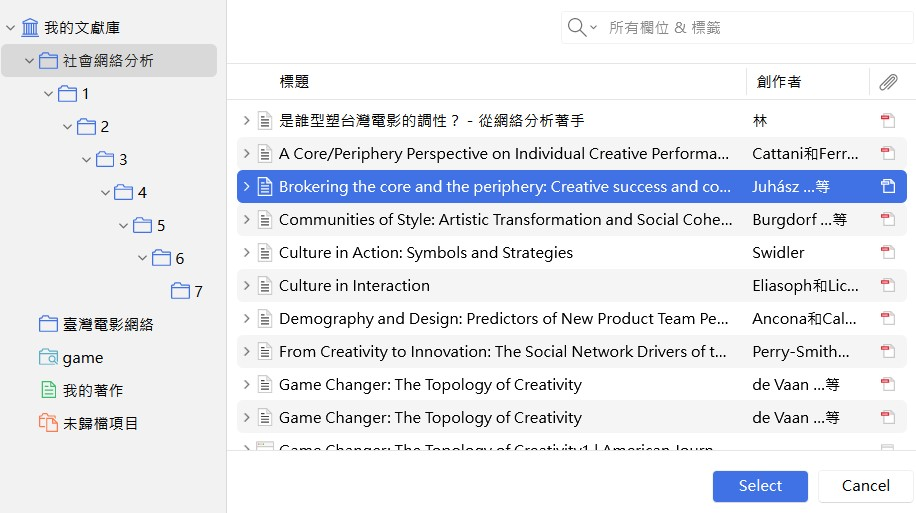 我的文獻庫
社會網絡分析
1
2
3
4
5
6
7
臺灣電影網絡
game
我的著作
未歸檔項目
所有欄位 & 標籤
標題 創作者
是誰型塑台灣電影的調性？ - 從網絡分析著手 林
A Core/Periphery Perspective on Individual Creative Performa... Cattani和Ferr...
Brokering the core and the periphery: Creative success and co... Juhász ...等
Communities of Style: Artistic Transformation and Social Cohe... Burgdorf ...等
Culture in Action: Symbols and Strategies Swidler
Culture in Interaction Eliasoph和Lic...
Demography and Design: Predictors of New Product Team Pe... Ancona和Cal...
From Creativity to Innovation: The Social Network Drivers of t... Perry-Smith...
Game Changer: The Topology of Creativity de Vaan ...等
Game Changer: The Topology of Creativity de Vaan ...等
Game Changer: The Topology of Creativity1 | American Journ...
Select Cancel